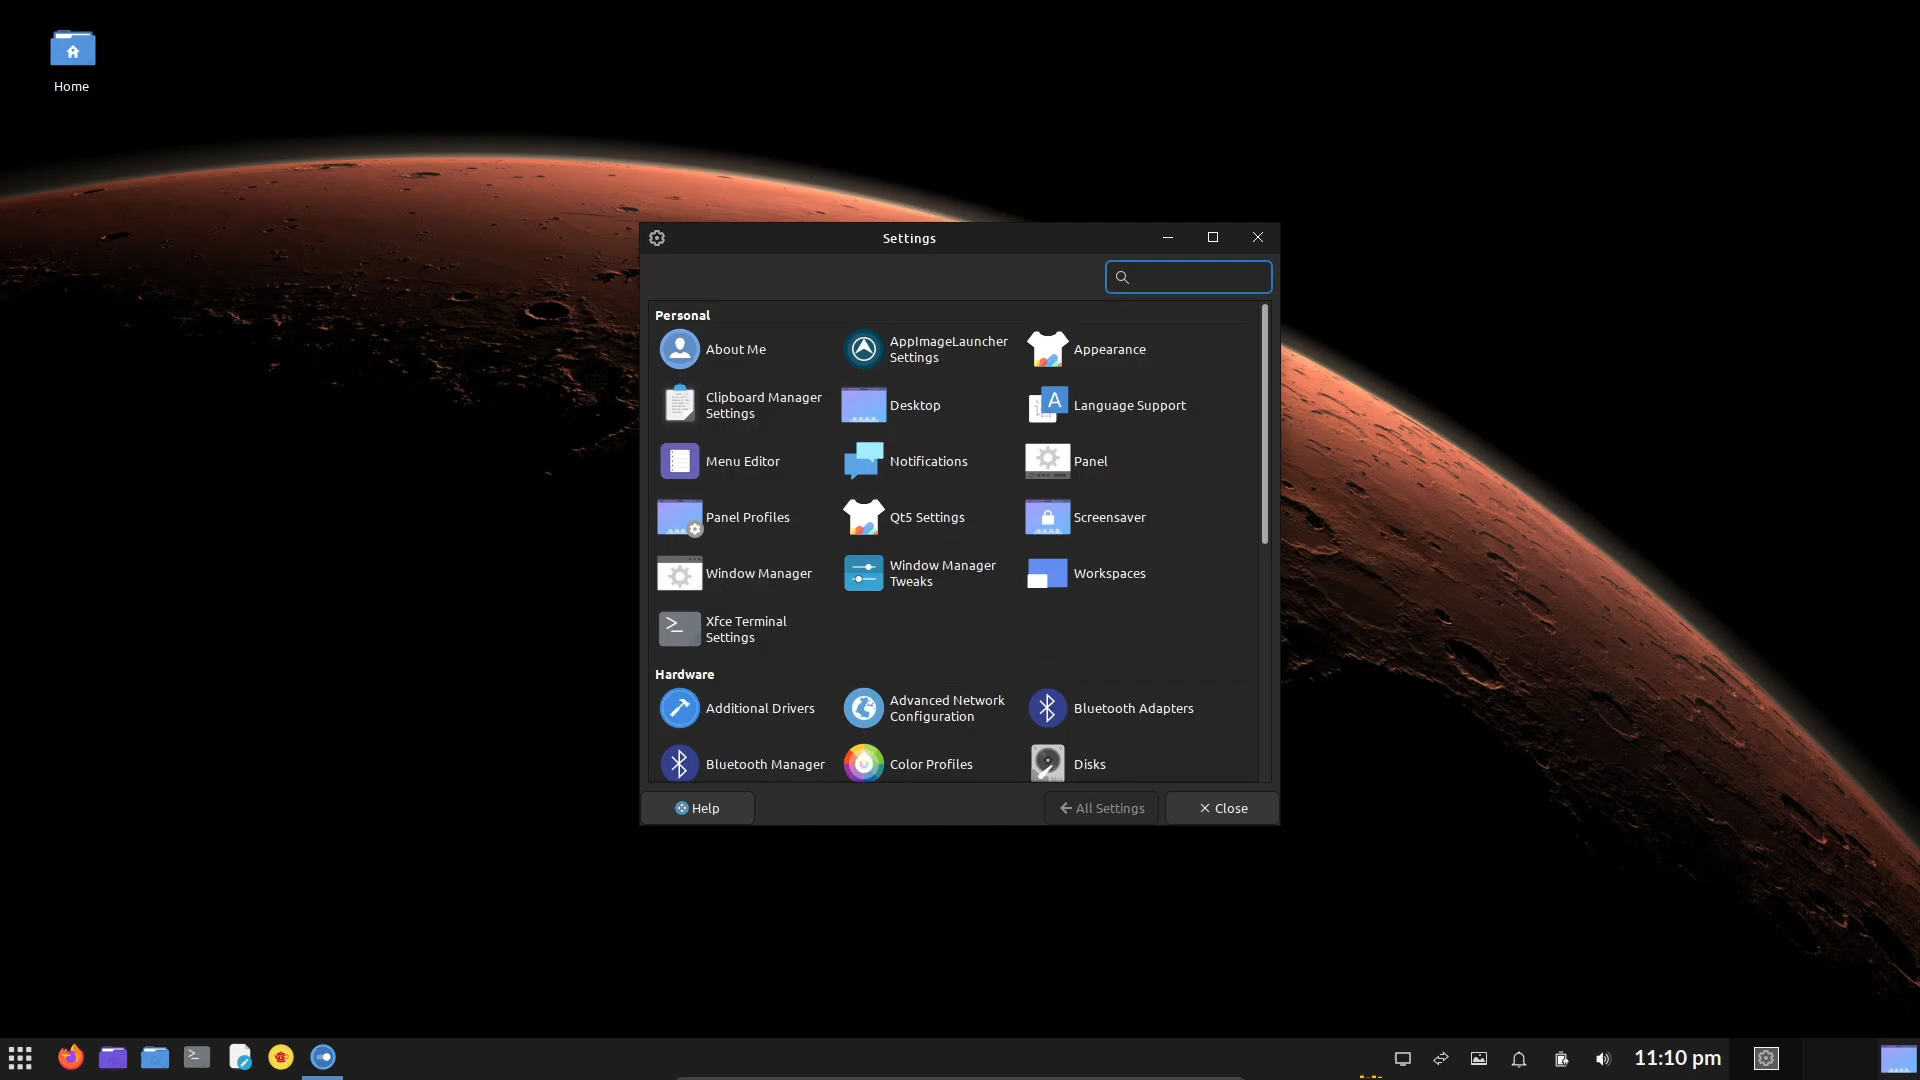 Home
Settings
Personal
About Me
AppImageLauncher
Settings
Appearance
Clipboard Manager
Settings
Desktop
Language Support
Menu Editor
Notifications
Panel
Panel Profiles
Qt5 Settings
Screensaver
Window Manager
Window Manager
Tweaks
Workspaces
Xfce Terminal
Settings
Hardware
Additional Drivers
Advanced Network
Configuration
Bluetooth Adapters
Bluetooth Manager
Color Profiles
Disks
Help
All Settings
Close
11:10 pm